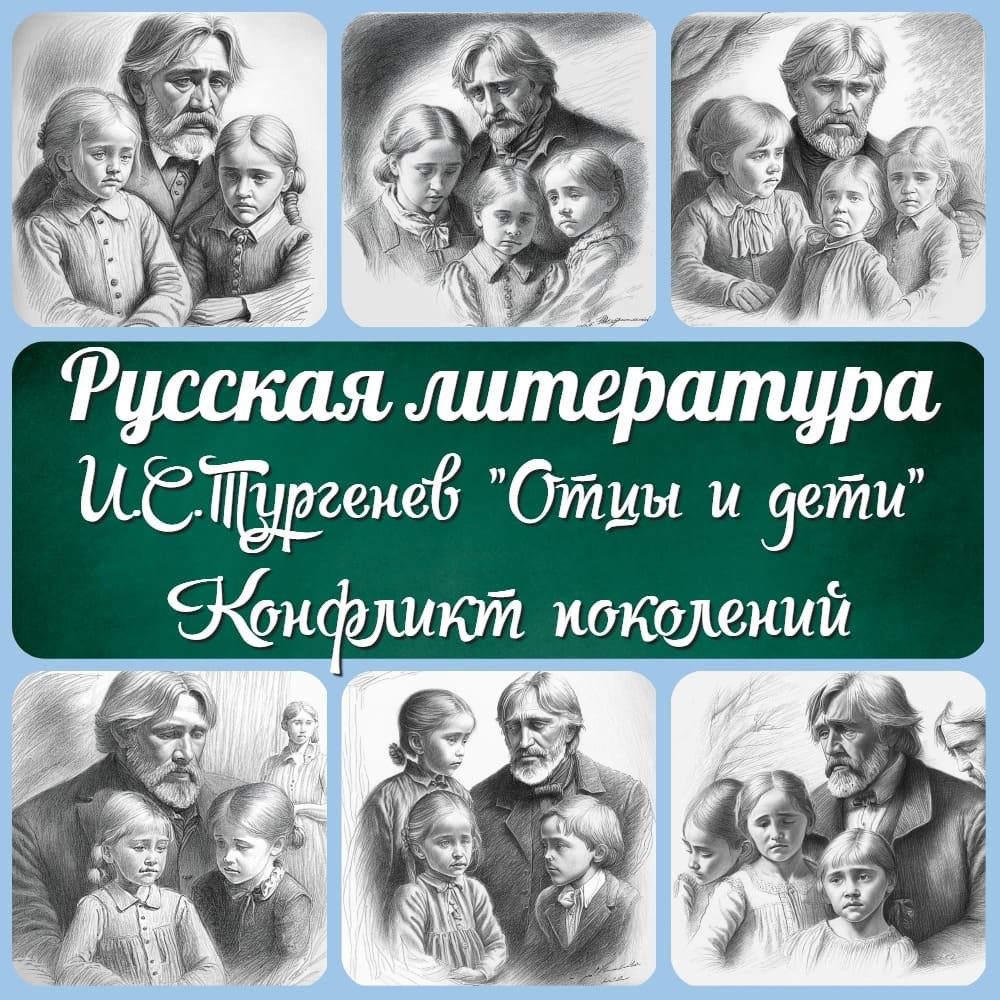 Русская литература
И.С.Тургенев "Отцы и дети"
Конфликт поколений